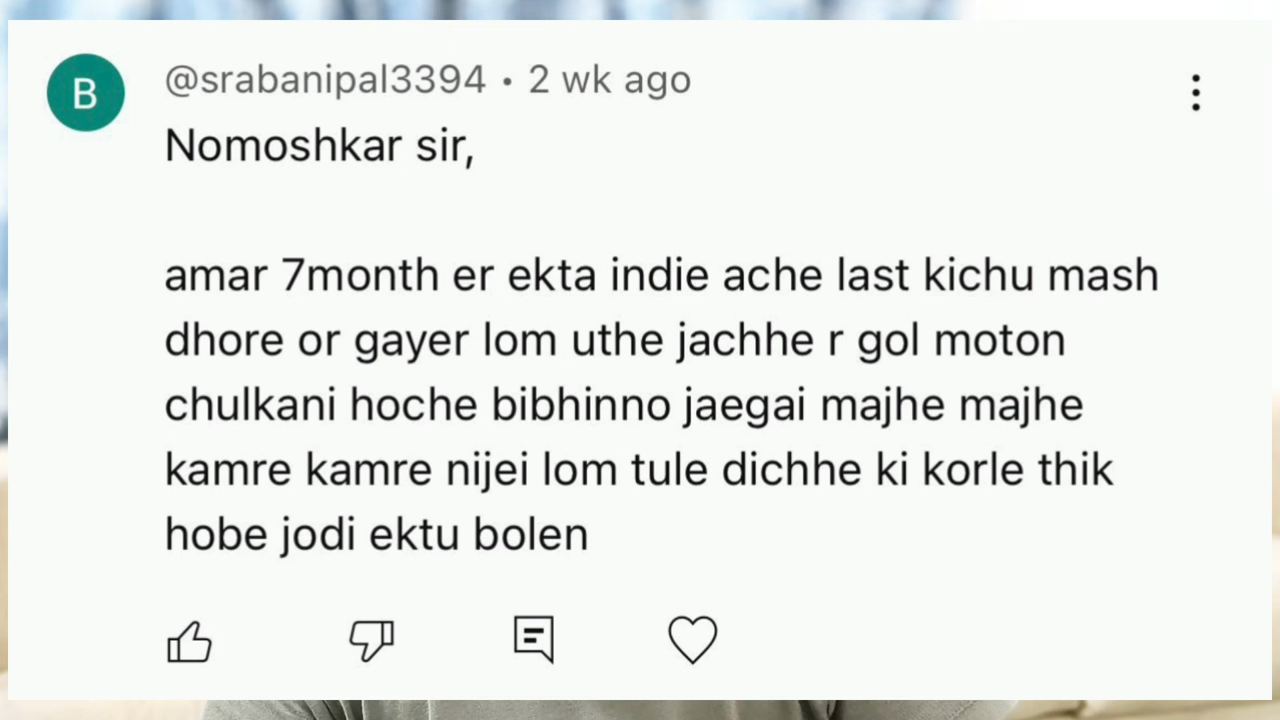 B
@srabanipal3394 • 2 wk ago
Nomoshkar sir,
amar 7month er ekta indie ache last kichu mash
dhore or gayer lom uthe jachhe r gol moton
chulkani hoche bibhinno jaegai majhe majhe
kamre kamre nijei lom tule dichhe ki korle thik
hobe jodi ektu bolen